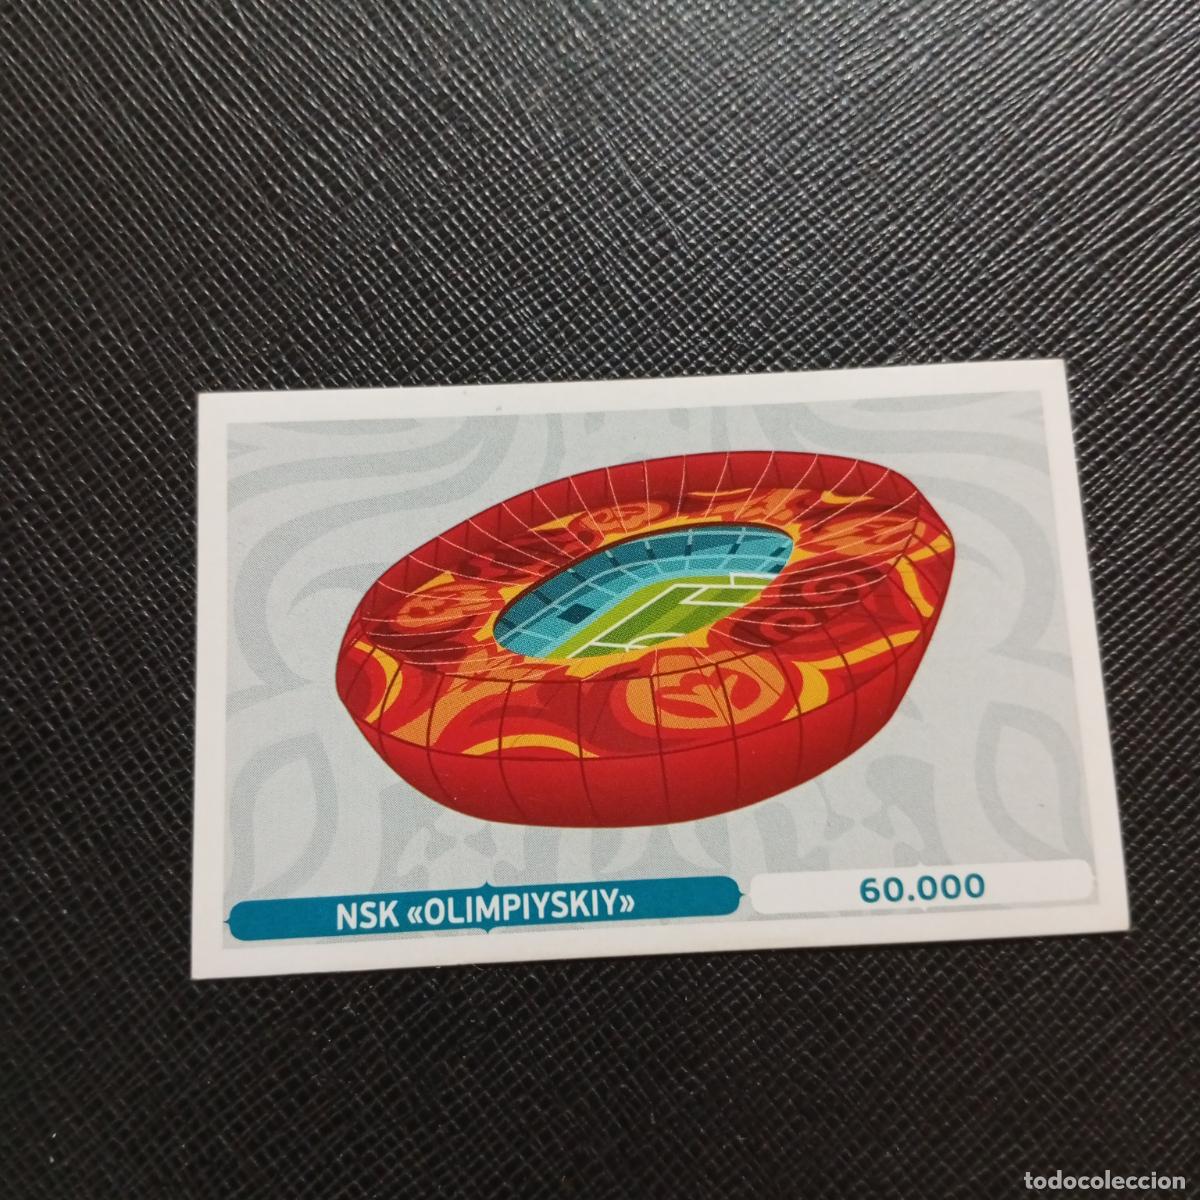 NSK «OLIMPIYSKIY»
60.000
todocoleccion